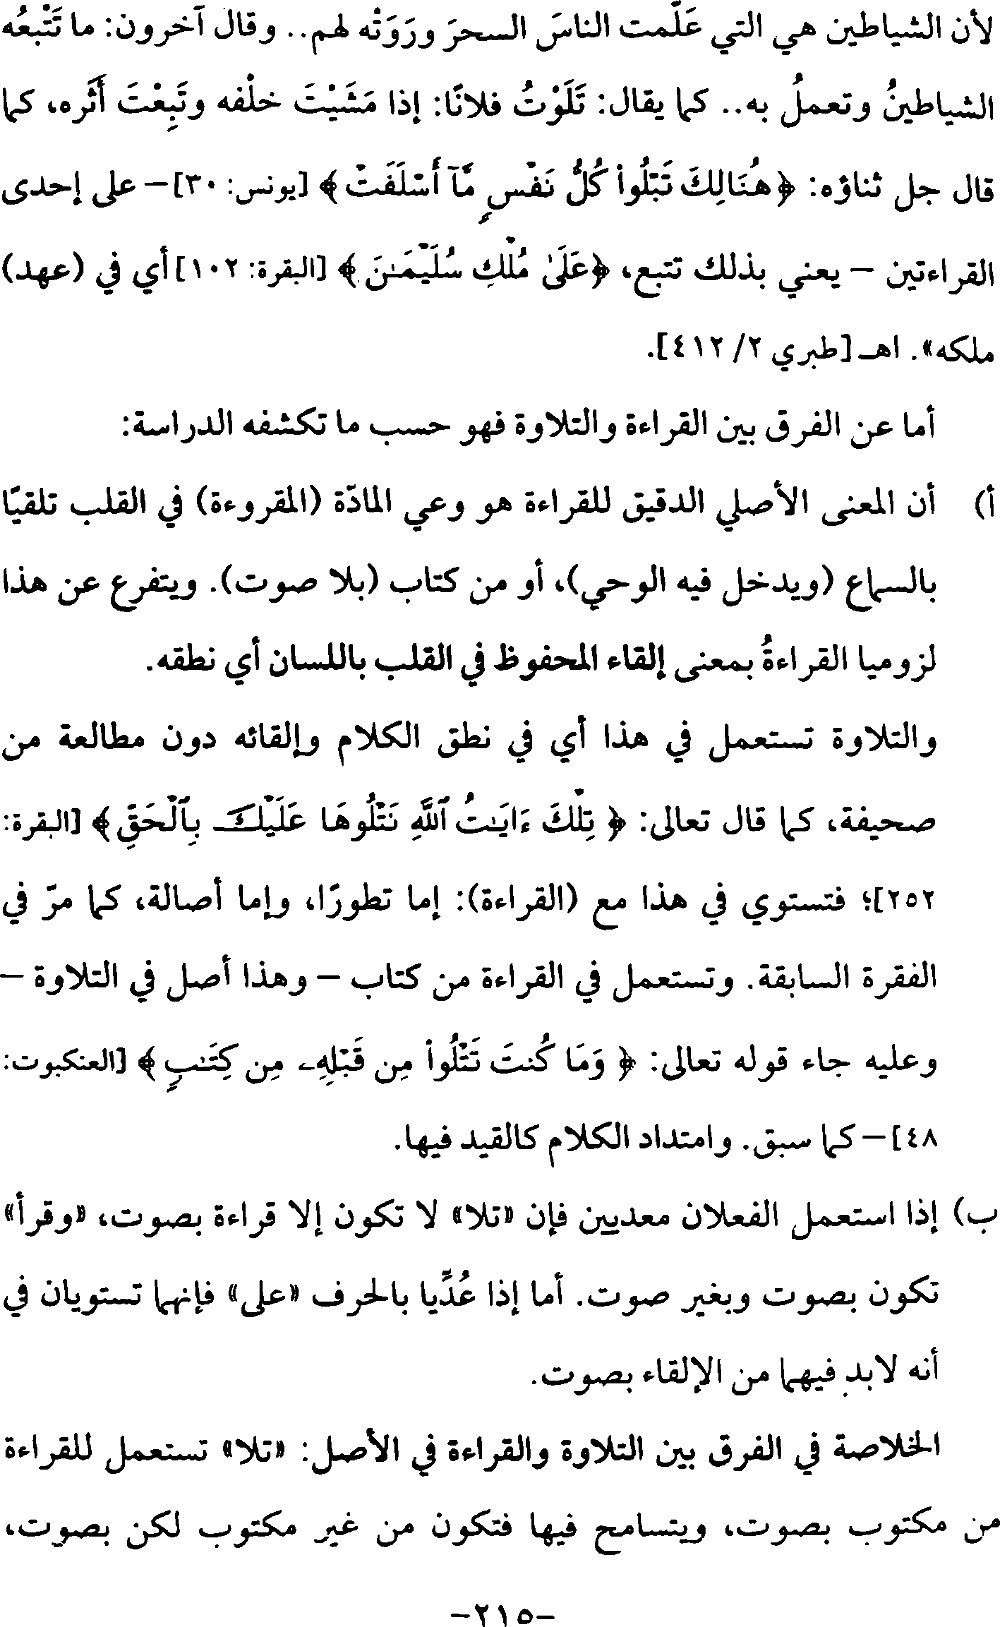 لأن الشياطين هي التي عَلَّمت الناسَ السحرَ ورَوَتْه لهم.. وقال آخرون: ما تَتْبعُه
الشياطينُ وتعملُ به.. كما يقال: تَلَوْتُ فلانًا: إذا مَشَيْتَ خلْفه وتَبِعْتَ أَثَره، كما
قال جل ثناؤه: ﴿هُنَالِكَ تَبْلُواْ كُلُّ نَفْسٍ مَّآ أَسْلَفَتْ﴾ [يونس: ٣٠]– على إحدى
القراءتين – يعني بذلك تتبع، ﴿عَلَىٰ مُلْكِ سُلَيْمَٰنَ﴾ [البقرة: ١٠٢] أي في (عهد)
ملكه». اهـ [طبري ٢/ ٤١٢].
أما عن الفرق بين القراءة والتلاوة فهو حسب ما تكشفه الدراسة:
أ) أن المعنى الأصلي الدقيق للقراءة هو وعي المادّة (المقروءة) في القلب تلقيًا
بالسماع (ويدخل فيه الوحي)، أو من كتاب (بلا صوت). ويتفرع عن هذا
لزوميا القراءةُ بمعنى إلقاء المحفوظ في القلب باللسان أي نطقه.
والتلاوة تستعمل في هذا أي في نطق الكلام وإلقائه دون مطالعة من
صحيفة، كما قال تعالى: ﴿تِلْكَ ءَايَٰتُ ٱللَّهِ نَتْلُوهَا عَلَيْكَ بِٱلْحَقِّ﴾ [البقرة:
٢٥٢]؛ فتستوي في هذا مع (القراءة): إما تطورًا، وإما أصالة، كما مرّ في
الفقرة السابقة. وتستعمل في القراءة من كتاب – وهذا أصل في التلاوة –
وعليه جاء قوله تعالى: ﴿وَمَا كُنتَ تَتْلُواْ مِن قَبْلِهِۦ مِن كِتَٰبٍ﴾ [العنكبوت:
٤٨]– كما سبق. وامتداد الكلام كالقيد فيها.
ب) إذا استعمل الفعلان معديين فإن «تلا» لا تكون إلا قراءة بصوت، «وقرأ»
تكون بصوت وبغير صوت. أما إذا عُدِّيا بالحرف «على» فإنهما تستويان في
أنه لابد فيهما من الإلقاء بصوت.
الخلاصة في الفرق بين التلاوة والقراءة في الأصل: «تلا» تستعمل للقراءة
من مكتوب بصوت، ويتسامح فيها فتكون من غير مكتوب لكن بصوت،
–٢١٥–